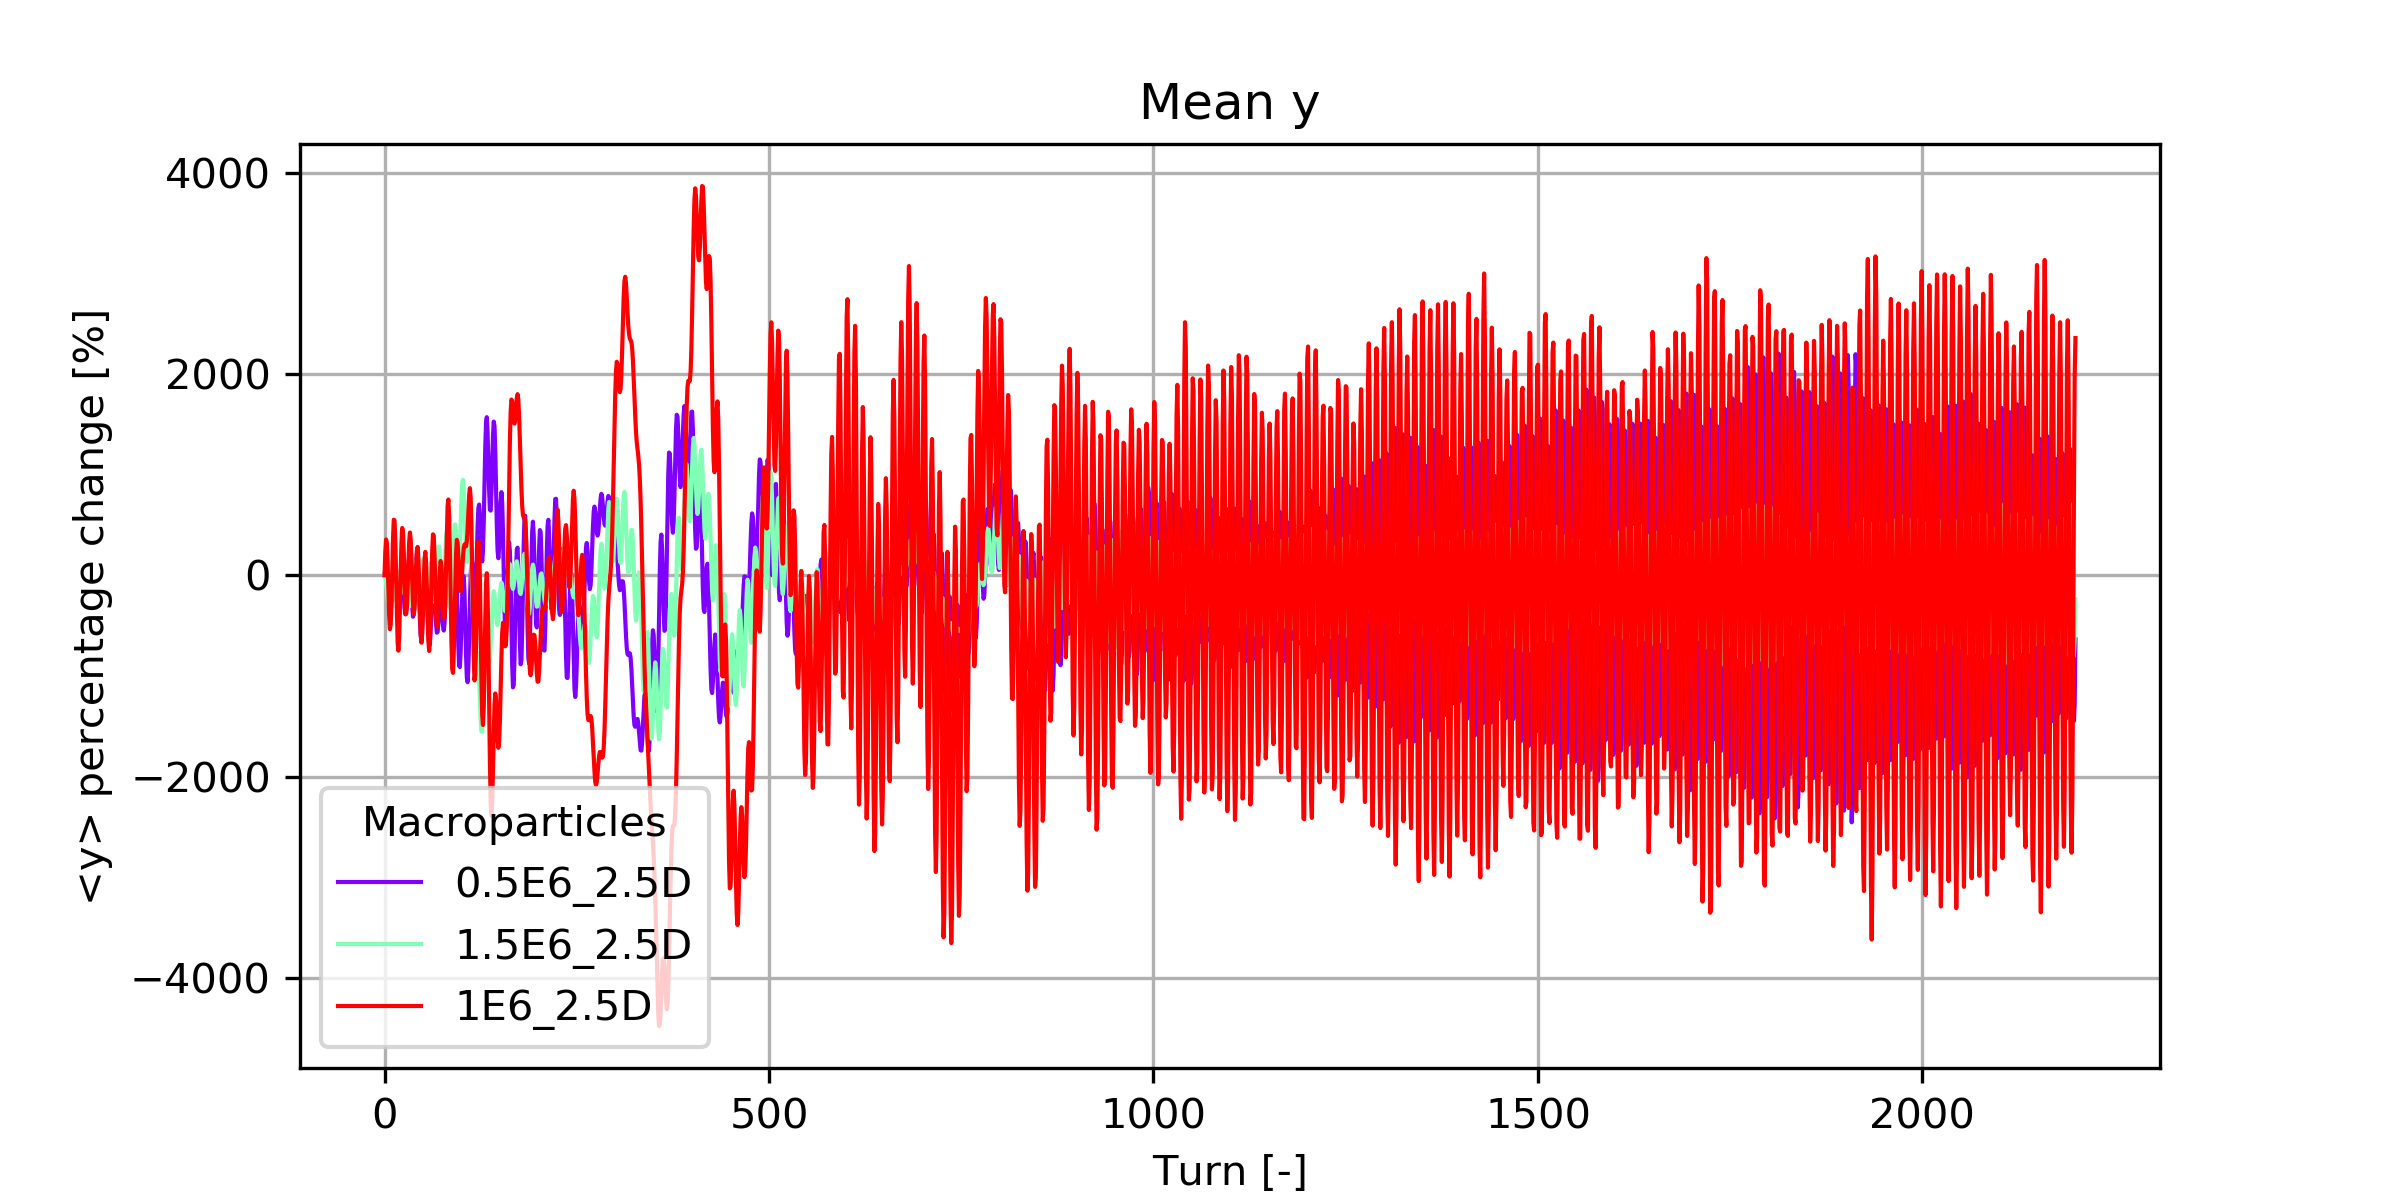 Mean y
<y> percentage change [%]
4000
2000
0
−2000
−4000
Macroparticles
0.5E6_2.5D
1.5E6_2.5D
1E6_2.5D
0 500 1000 1500 2000
Turn [-]